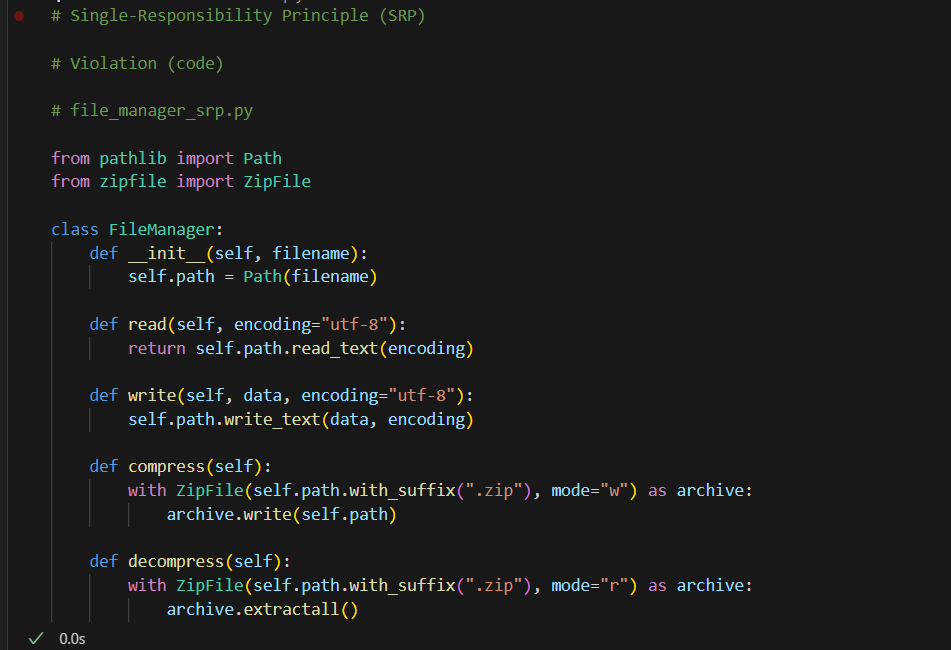 # Single-Responsibility Principle (SRP)
# Violation (code)
# file_manager_srp.py
from pathlib import Path
from zipfile import ZipFile
class FileManager:
    def __init__(self, filename):
        self.path = Path(filename)
    def read(self, encoding="utf-8"):
        return self.path.read_text(encoding)
    def write(self, data, encoding="utf-8"):
        self.path.write_text(data, encoding)
    def compress(self):
        with ZipFile(self.path.with_suffix(".zip"), mode="w") as archive:
            archive.write(self.path)
    def decompress(self):
        with ZipFile(self.path.with_suffix(".zip"), mode="r") as archive:
            archive.extractall()
0.0s